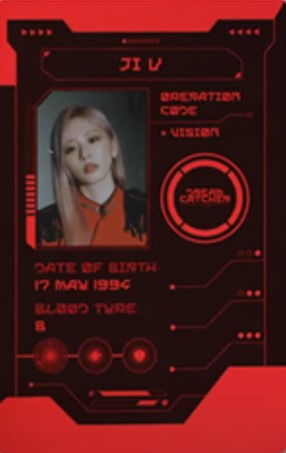 JI U
OPERATION
CODE
VISION
DREAM
CATCHER
DATE OF BIRTH:
17 MAY 1994
BLOOD TYPE:
B